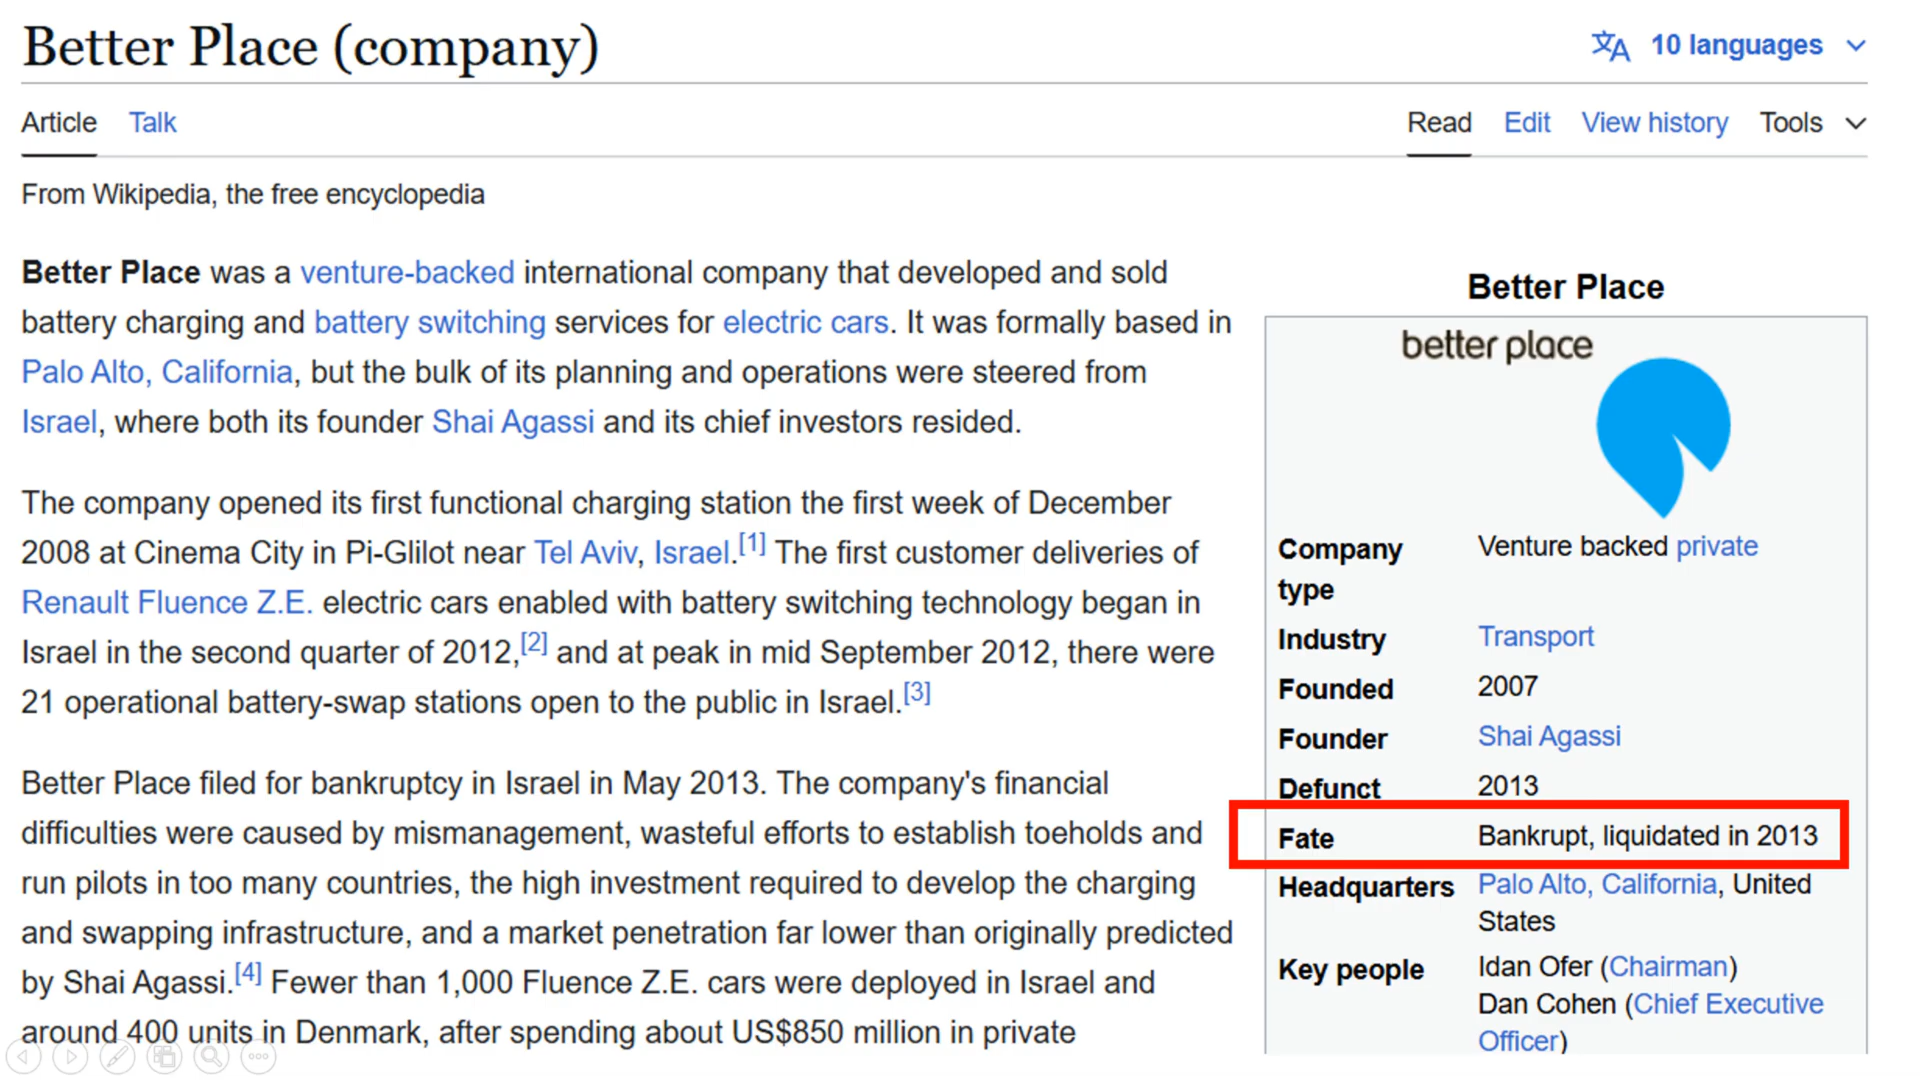 Better Place (company)
10 languages
Article Talk
Read Edit View history Tools
From Wikipedia, the free encyclopedia
Better Place was a venture-backed international company that developed and sold
battery charging and battery switching services for electric cars. It was formally based in
Palo Alto, California, but the bulk of its planning and operations were steered from
Israel, where both its founder Shai Agassi and its chief investors resided.
The company opened its first functional charging station the first week of December
2008 at Cinema City in Pi-Glilot near Tel Aviv, Israel.[1] The first customer deliveries of
Renault Fluence Z.E. electric cars enabled with battery switching technology began in
Israel in the second quarter of 2012,[2] and at peak in mid September 2012, there were
21 operational battery-swap stations open to the public in Israel.[3]
Better Place filed for bankruptcy in Israel in May 2013. The company's financial
difficulties were caused by mismanagement, wasteful efforts to establish toeholds and
run pilots in too many countries, the high investment required to develop the charging
and swapping infrastructure, and a market penetration far lower than originally predicted
by Shai Agassi.[4] Fewer than 1,000 Fluence Z.E. cars were deployed in Israel and
around 400 units in Denmark, after spending about US$850 million in private
Better Place
better place
Company type Venture backed private
Industry Transport
Founded 2007
Founder Shai Agassi
Defunct 2013
Fate Bankrupt, liquidated in 2013
Headquarters Palo Alto, California, United
States
Key people Idan Ofer (Chairman)
Dan Cohen (Chief Executive
Officer)